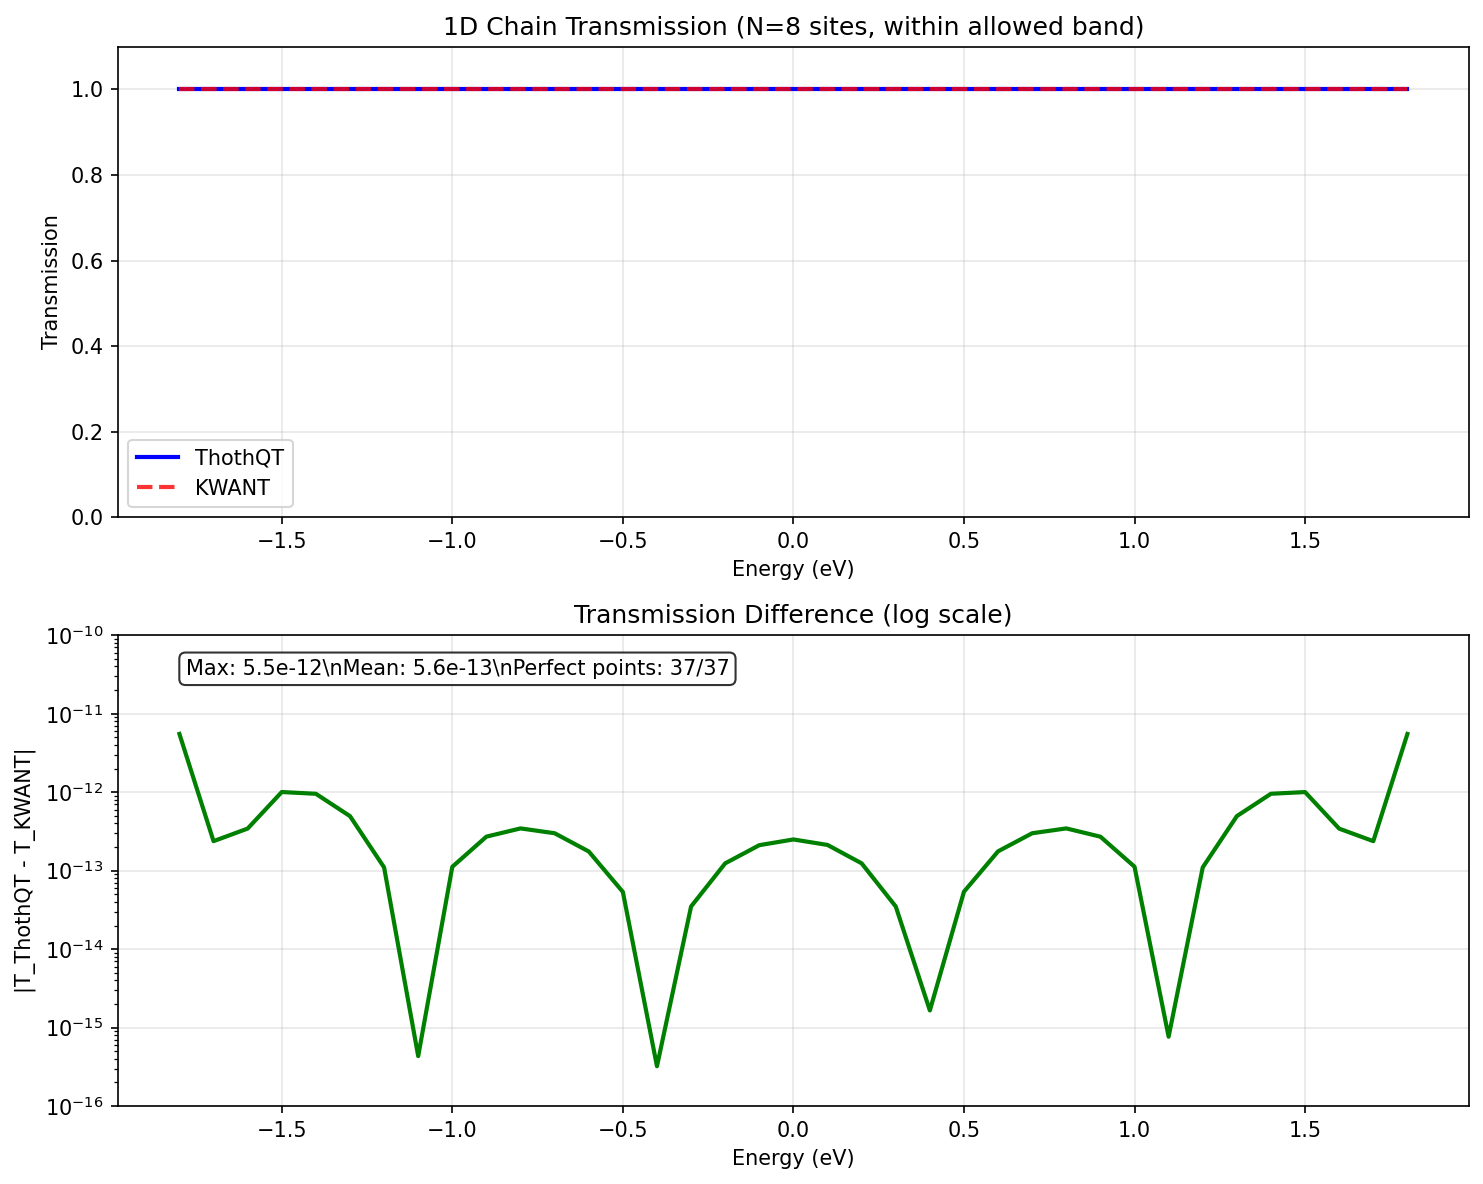 1D Chain Transmission (N=8 sites, within allowed band)
1.0
0.8
0.6
0.4
0.2
0.0
Transmission
ThothQT
KWANT
−1.5 −1.0 −0.5 0.0 0.5 1.0 1.5
Energy (eV)
Transmission Difference (log scale)
10⁻¹⁰
10⁻¹¹
10⁻¹²
10⁻¹³
10⁻¹⁴
10⁻¹⁵
10⁻¹⁶
|T_ThothQT - T_KWANT|
Max: 5.5e-12\nMean: 5.6e-13\nPerfect points: 37/37
−1.5 −1.0 −0.5 0.0 0.5 1.0 1.5
Energy (eV)